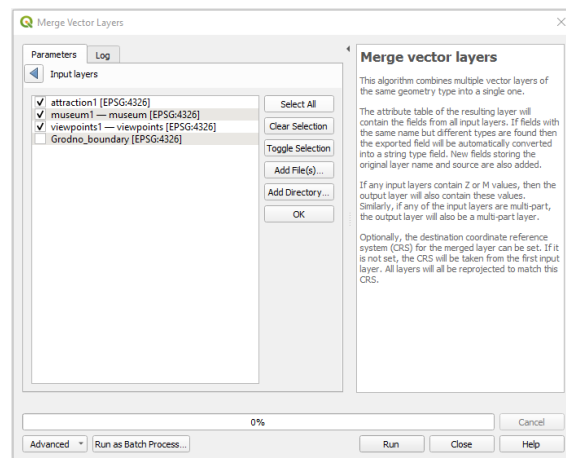 Merge Vector Layers
Parameters
Log
Input layers
attraction1 [EPSG:4326]
museum1 — museum [EPSG:4326]
viewpoints1 — viewpoints [EPSG:4326]
Grodno_boundary [EPSG:4326]
Select All
Clear Selection
Toggle Selection
Add File(s)...
Add Directory...
OK
Merge vector layers
This algorithm combines multiple vector layers of
the same geometry type into a single one.
The attribute table of the resulting layer will
contain the fields from all input layers. If fields with
the same name but different types are found then
the exported field will be automatically converted
into a string type field. New fields storing the
original layer name and source are also added.
If any input layers contain Z or M values, then the
output layer will also contain these values.
Similarly, if any of the input layers are multi-part,
the output layer will also be a multi-part layer.
Optionally, the destination coordinate reference
system (CRS) for the merged layer can be set. If it
is not set, the CRS will be taken from the first input
layer. All layers will all be reprojected to match this
CRS.
0%
Cancel
Advanced
Run as Batch Process...
Run
Close
Help